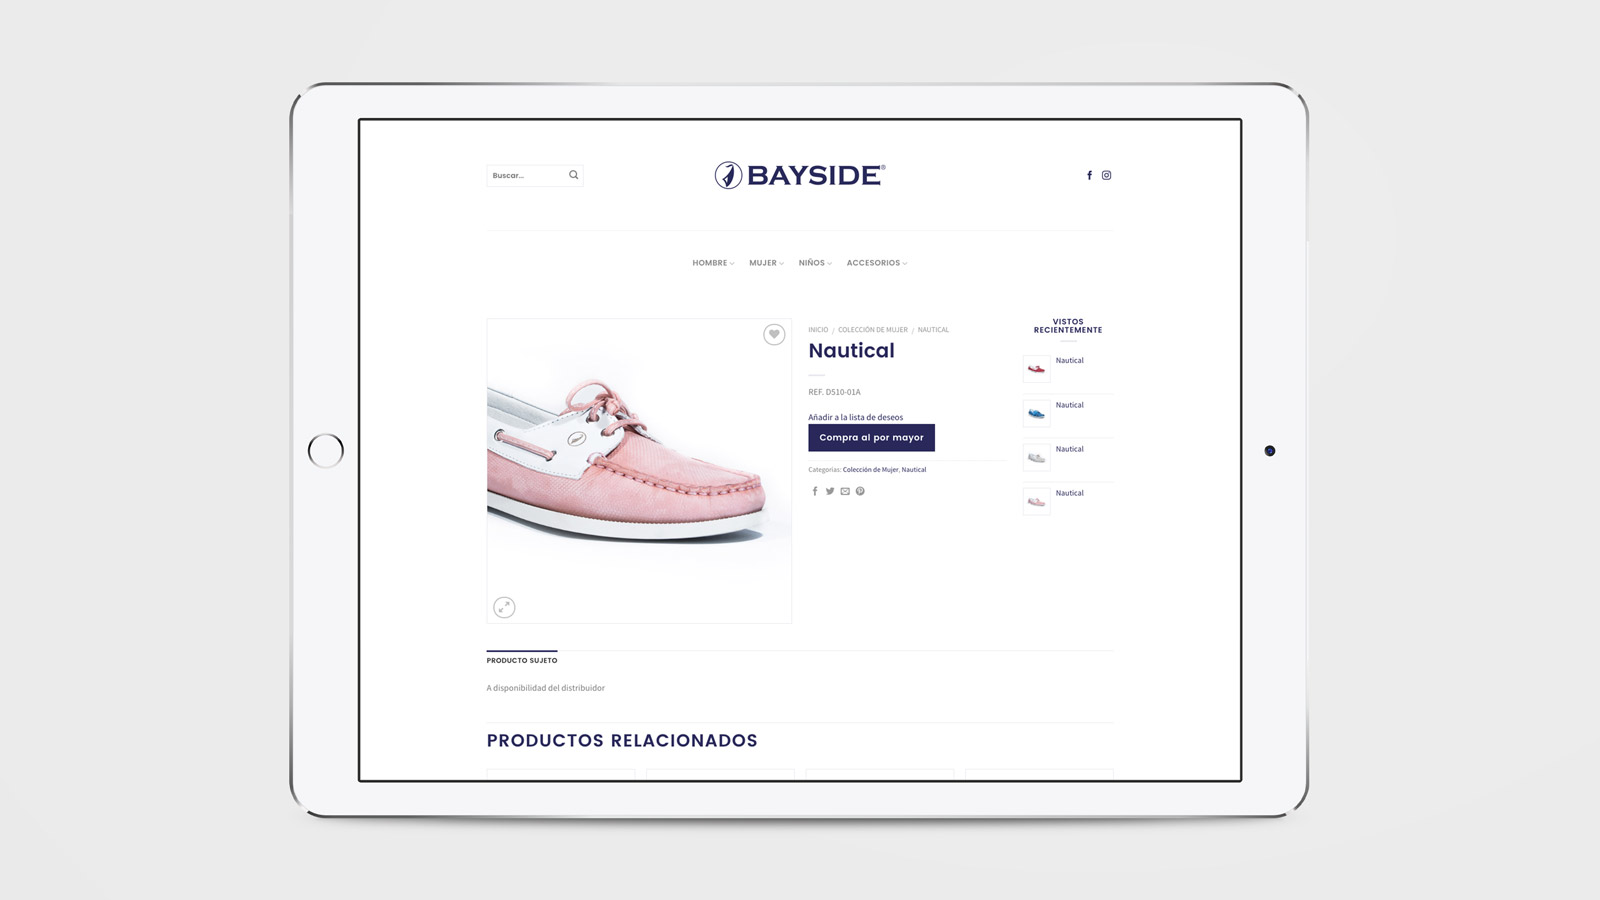 Buscar...
BAYSIDE®
HOMBRE
MUJER
NIÑOS
ACCESORIOS
INICIO / COLECCIÓN DE MUJER / NAUTICAL
Nautical
REF. D510-01A
Añadir a la lista de deseos
Compra al por mayor
Categorías: Colección de Mujer, Nautical
VISTOS
RECIENTEMENTE
Nautical
Nautical
Nautical
Nautical
PRODUCTO SUJETO
A disponibilidad del distribuidor
PRODUCTOS RELACIONADOS